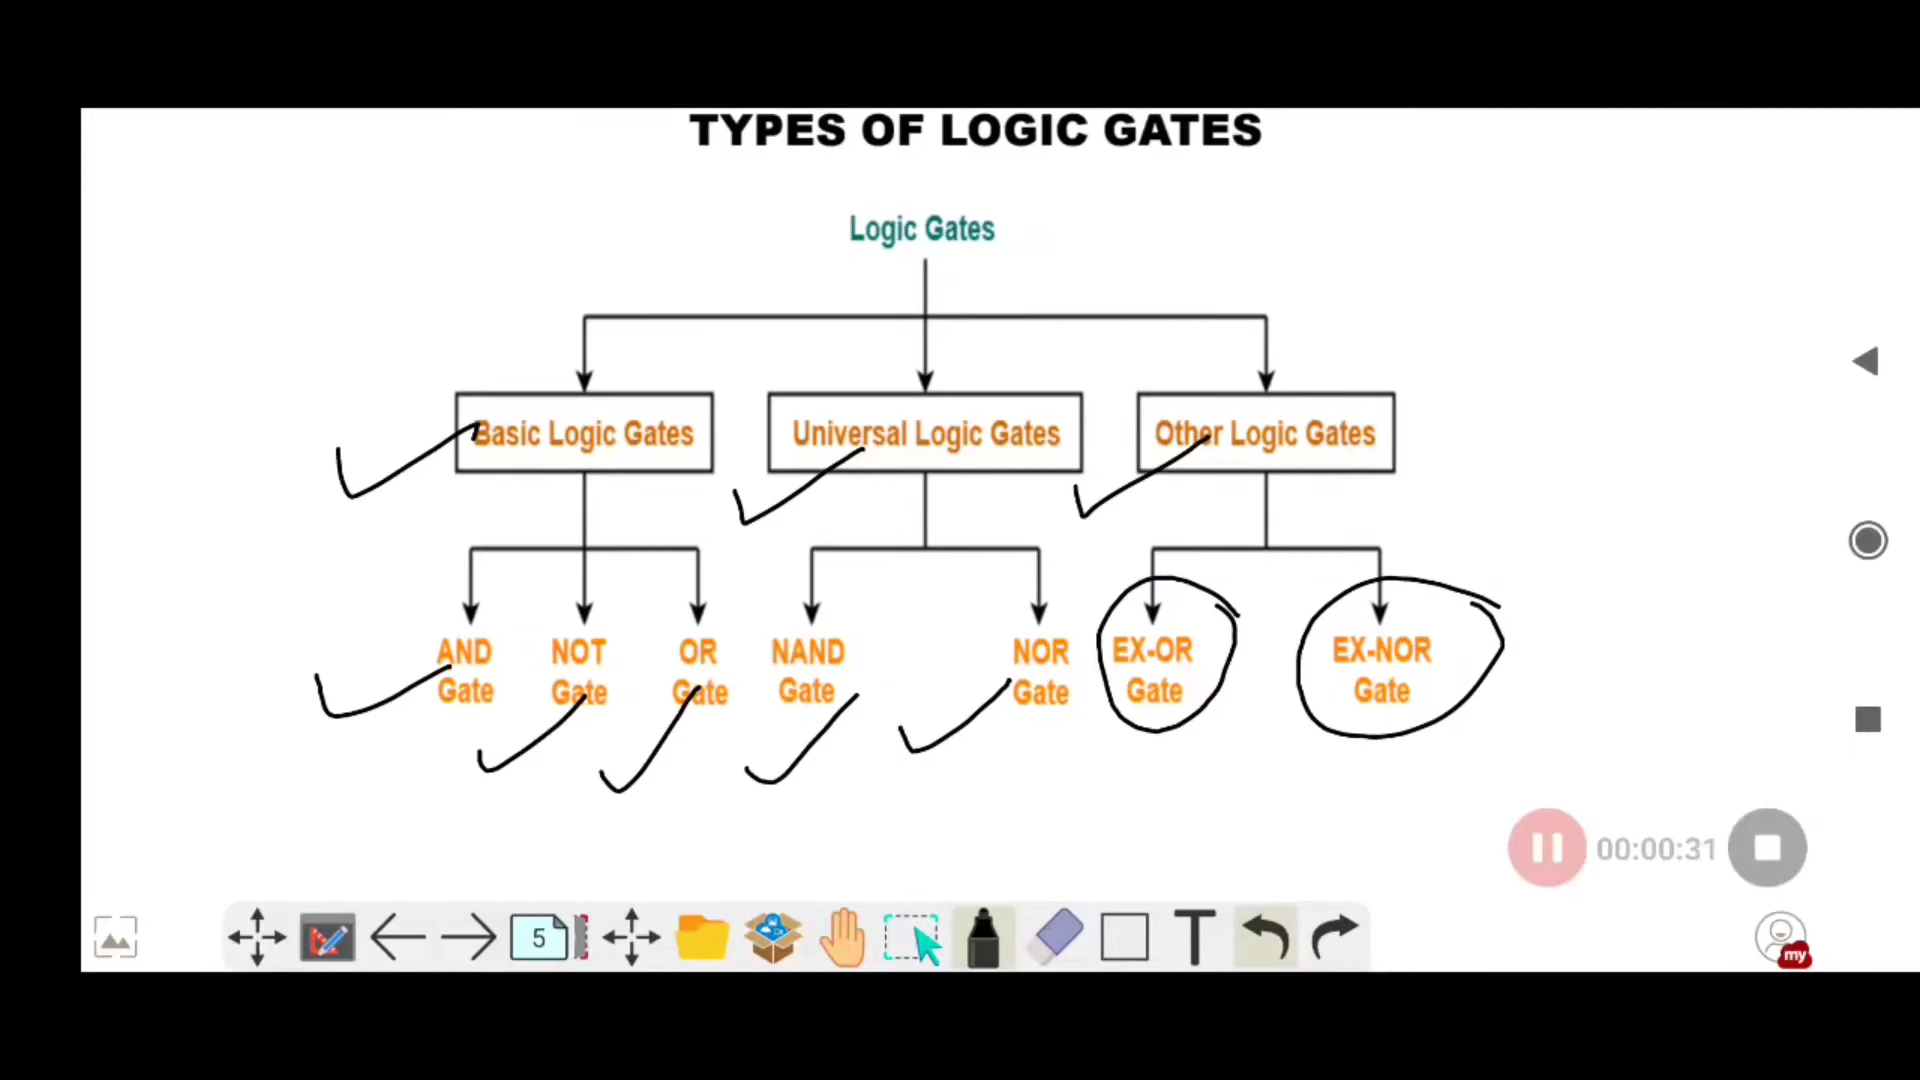 TYPES OF LOGIC GATES
Logic Gates
Basic Logic Gates
Universal Logic Gates
Other Logic Gates
AND Gate
NOT Gate
OR Gate
NAND Gate
NOR Gate
EX-OR Gate
EX-NOR Gate
00:00:31
5
T
my